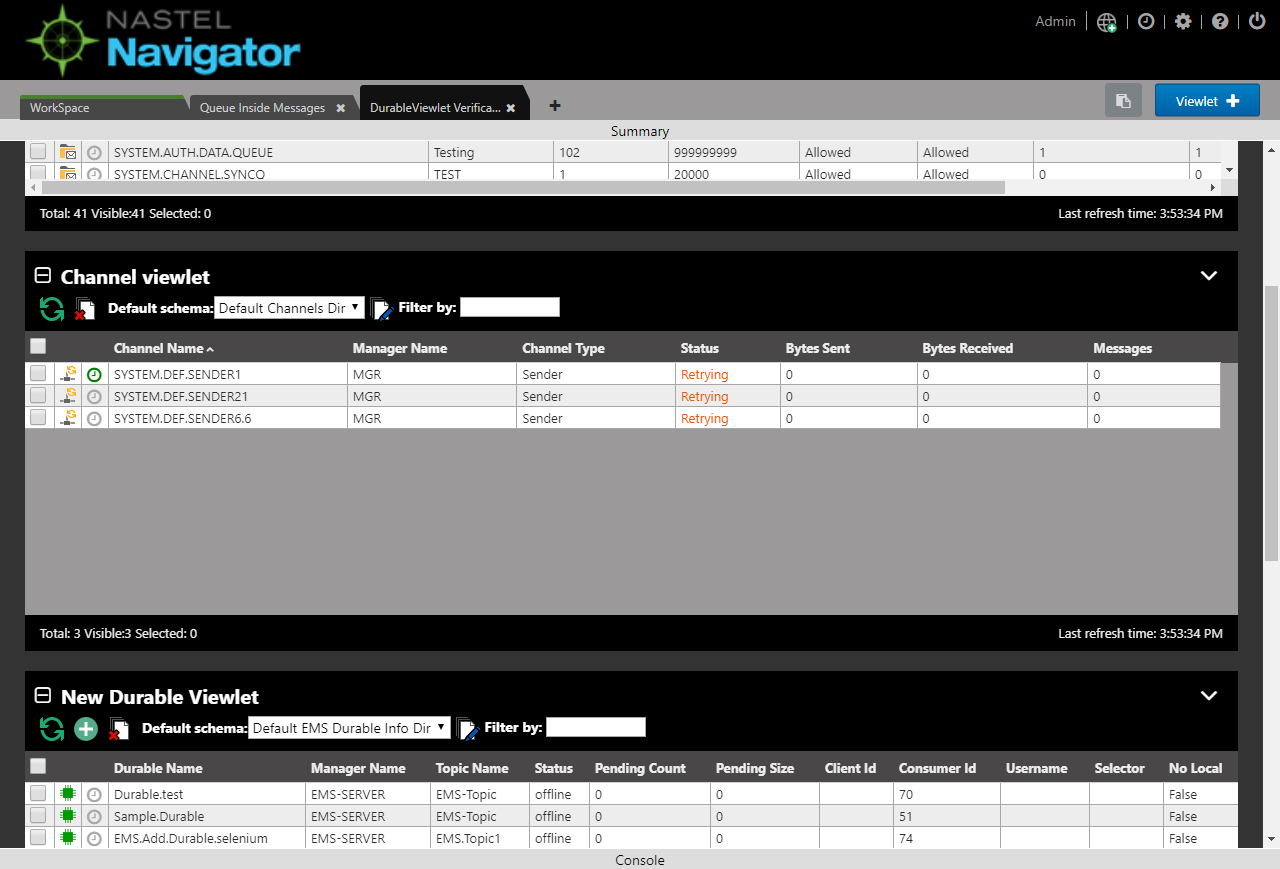 NASTEL
Navigator
Admin
WorkSpace
Queue Inside Messages
DurableViewlet Verifica...
Viewlet
Summary
SYSTEM.AUTH.DATA.QUEUE Testing 102 999999999 Allowed Allowed 1 1
SYSTEM.CHANNEL.SYNCQ TEST 1 20000 Allowed Allowed 0 0
Total: 41 Visible:41 Selected: 0 Last refresh time: 3:53:34 PM
Channel viewlet
Default schema: Default Channels Dir Filter by:
Channel Name Manager Name Channel Type Status Bytes Sent Bytes Received Messages
SYSTEM.DEF.SENDER1 MGR Sender Retrying 0 0 0
SYSTEM.DEF.SENDER21 MGR Sender Retrying 0 0 0
SYSTEM.DEF.SENDER6.6 MGR Sender Retrying 0 0 0
Total: 3 Visible:3 Selected: 0 Last refresh time: 3:53:34 PM
New Durable Viewlet
Default schema: Default EMS Durable Info Dir Filter by:
Durable Name Manager Name Topic Name Status Pending Count Pending Size Client Id Consumer Id Username Selector No Local
Durable.test EMS-SERVER EMS-Topic offline 0 0 70 False
Sample.Durable EMS-SERVER EMS-Topic offline 0 0 51 False
EMS.Add.Durable.selenium EMS-SERVER EMS.Topic1 offline 0 0 74 False
Console